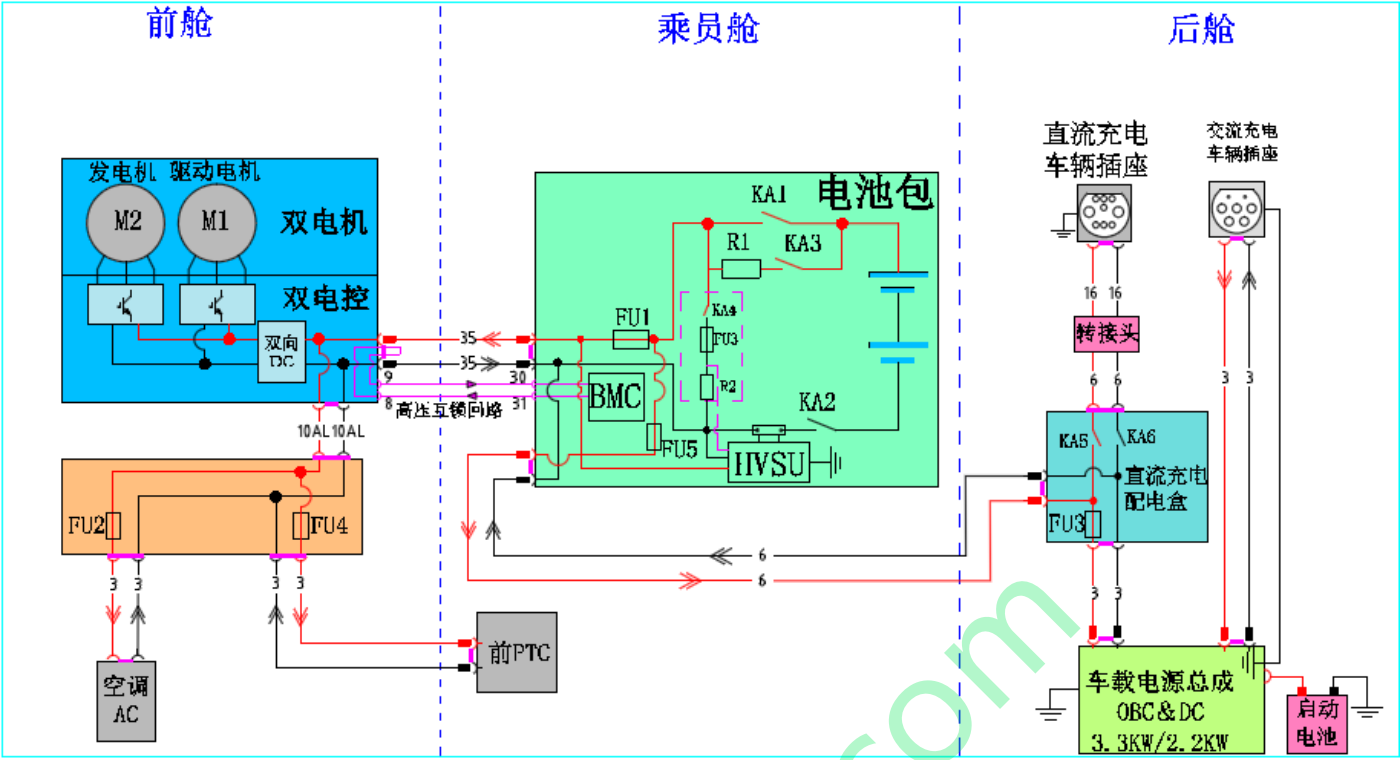 前舱
乘员舱
后舱
直流充电
车辆插座
交流充电
车辆插座
发电机
驱动电机
M2
M1
双电机
双电控
双向
DC
电池包
KA1
R1
KA3
KA4
FU1
FU3
R2
BMC
KA2
FU5
HVSU
35
35
9
30
8
高压互锁回路
31
10AL
10AL
FU2
FU4
3
3
3
3
空调
AC
前PTC
6
6
16
16
转接头
6
6
KA5
KA6
直流充电
配电盒
FU3
3
3
3
3
车载电源总成
OBC&DC
3.3KW/2.2KW
启动
电池
com